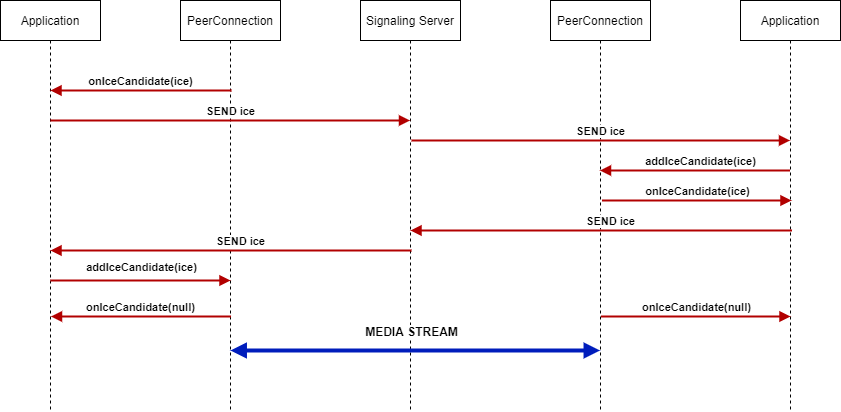 Application
PeerConnection
Signaling Server
PeerConnection
Application
onIceCandidate(ice)
SEND ice
SEND ice
addIceCandidate(ice)
onIceCandidate(ice)
SEND ice
SEND ice
addIceCandidate(ice)
onIceCandidate(null)
onIceCandidate(null)
MEDIA STREAM